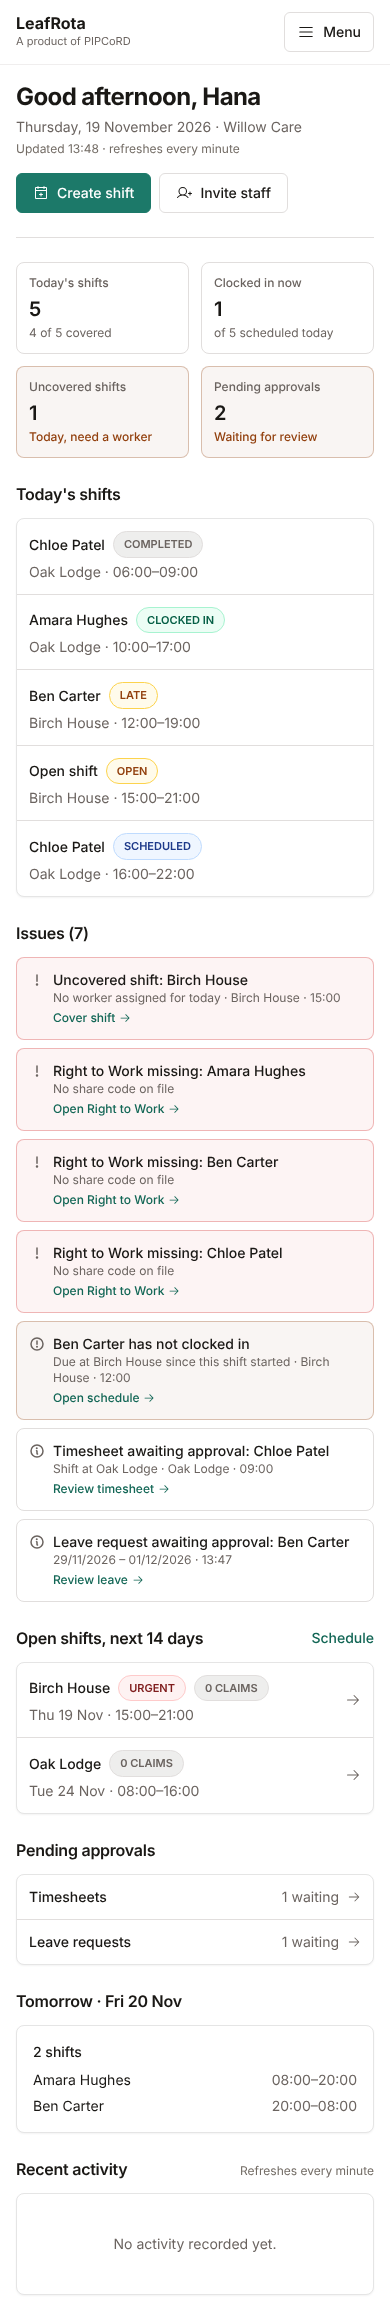 LeafRota
A product of PIPCoRD
Menu
Good afternoon, Hana
Thursday, 19 November 2026 · Willow Care
Updated 13:48 · refreshes every minute
Create shift
Invite staff
Today's shifts
5
4 of 5 covered
Clocked in now
1
of 5 scheduled today
Uncovered shifts
1
Today, need a worker
Pending approvals
2
Waiting for review
Today's shifts
Chloe Patel COMPLETED
Oak Lodge · 06:00–09:00
Amara Hughes CLOCKED IN
Oak Lodge · 10:00–17:00
Ben Carter LATE
Birch House · 12:00–19:00
Open shift OPEN
Birch House · 15:00–21:00
Chloe Patel SCHEDULED
Oak Lodge · 16:00–22:00
Issues (7)
Uncovered shift: Birch House
No worker assigned for today · Birch House · 15:00
Cover shift →
Right to Work missing: Amara Hughes
No share code on file
Open Right to Work →
Right to Work missing: Ben Carter
No share code on file
Open Right to Work →
Right to Work missing: Chloe Patel
No share code on file
Open Right to Work →
Ben Carter has not clocked in
Due at Birch House since this shift started · Birch
House · 12:00
Open schedule →
Timesheet awaiting approval: Chloe Patel
Shift at Oak Lodge · Oak Lodge · 09:00
Review timesheet →
Leave request awaiting approval: Ben Carter
29/11/2026 – 01/12/2026 · 13:47
Review leave →
Open shifts, next 14 days Schedule
Birch House URGENT 0 CLAIMS
Thu 19 Nov · 15:00–21:00 →
Oak Lodge 0 CLAIMS
Tue 24 Nov · 08:00–16:00 →
Pending approvals
Timesheets 1 waiting →
Leave requests 1 waiting →
Tomorrow · Fri 20 Nov
2 shifts
Amara Hughes 08:00–20:00
Ben Carter 20:00–08:00
Recent activity Refreshes every minute
No activity recorded yet.